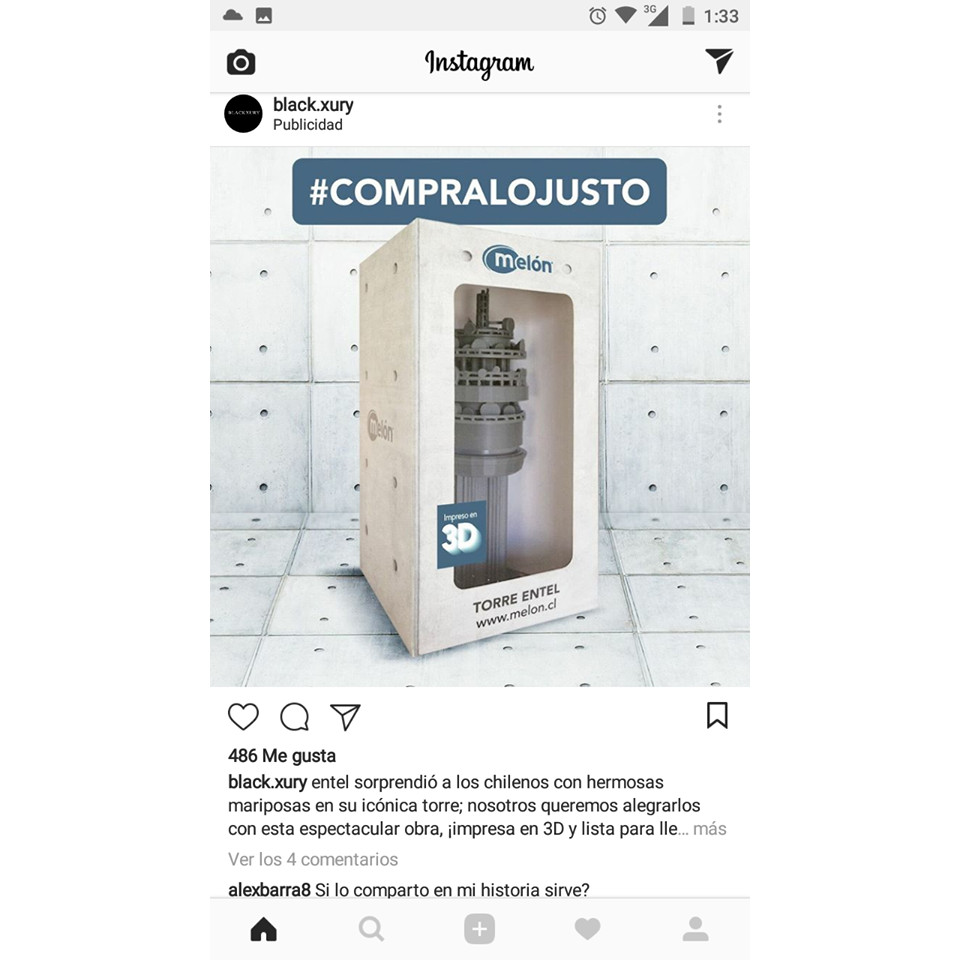 3G 1:33
Instagram
BLACKXURY
black.xury
Publicidad
#COMPRALOJUSTO
melón
melón
Impreso en
3D
TORRE ENTEL
www.melon.cl
486 Me gusta
black.xury entel sorprendió a los chilenos con hermosas
mariposas en su icónica torre; nosotros queremos alegrarlos
con esta espectacular obra, ¡impresa en 3D y lista para lle... más
Ver los 4 comentarios
alexbarra8 Si lo comparto en mi historia sirve?